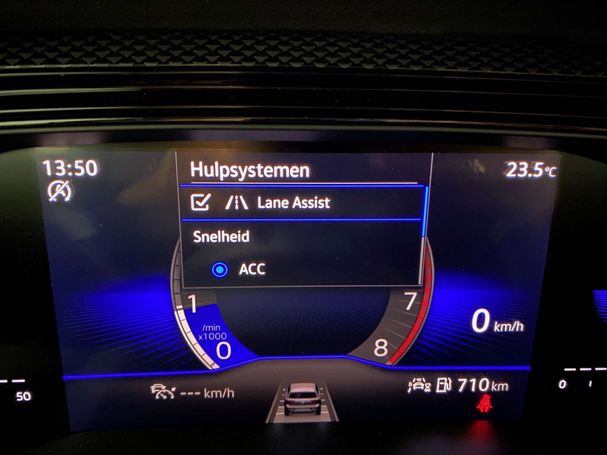 13:50
23.5°C
Hulpsystemen
Lane Assist
Snelheid
ACC
1
7
/min
x1000
0
8
0 km/h
--- km/h
710 km
50
0 1